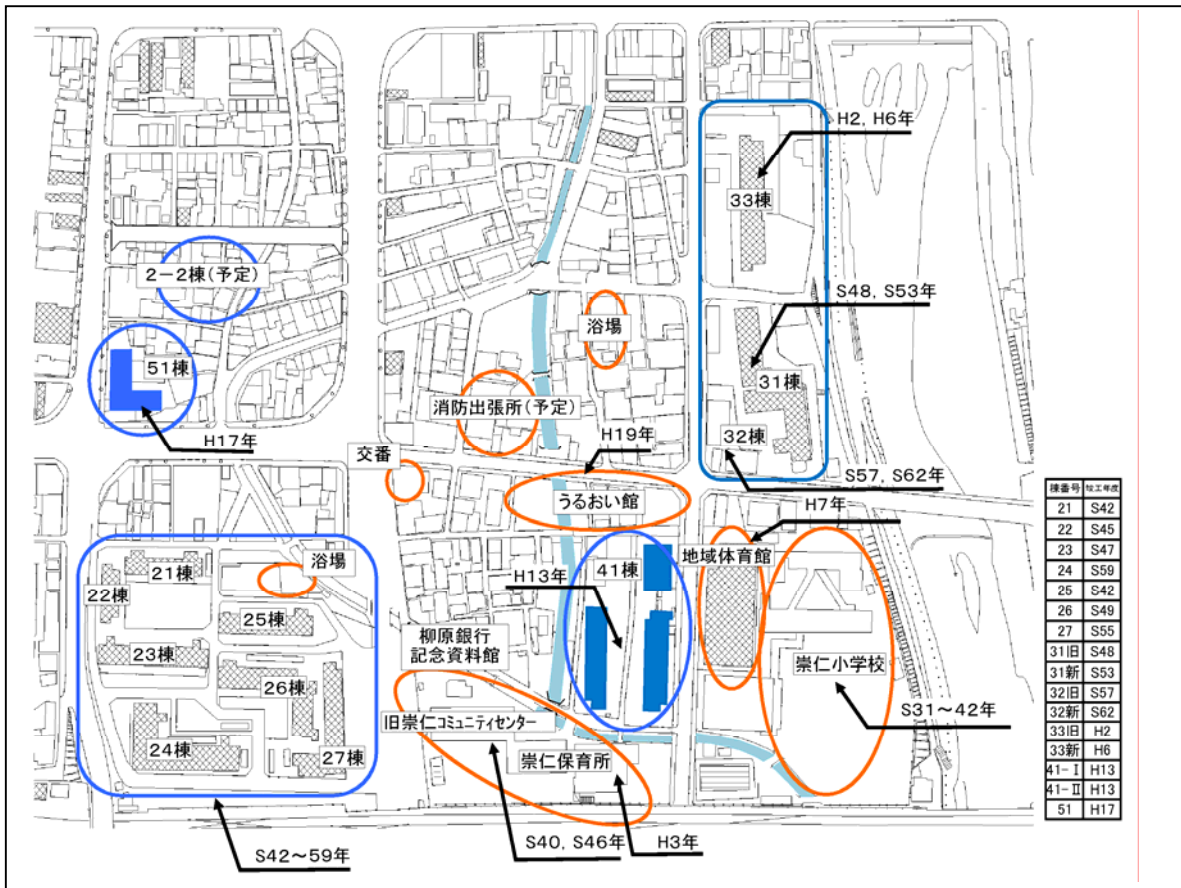 H2, H6年
33棟
2－2棟(予定)
S48, S53年
浴場
51棟
31棟
消防出張所(予定)
32棟
H17年
H19年
交番
S57, S62年
うるおい館
H7年
地域体育館
41棟
浴場
21棟
H13年
22棟
25棟
柳原銀行
記念資料館
23棟
崇仁小学校
26棟
旧崇仁コミュニティセンター
S31～42年
24棟
27棟
崇仁保育所
S40, S46年
H3年
S42～59年
棟番号 竣工年度
21 S42
22 S45
23 S47
24 S59
25 S42
26 S49
27 S55
31旧 S48
31新 S53
32旧 S57
32新 S62
33旧 H2
33新 H6
41-Ⅰ H13
41-Ⅱ H13
51 H17